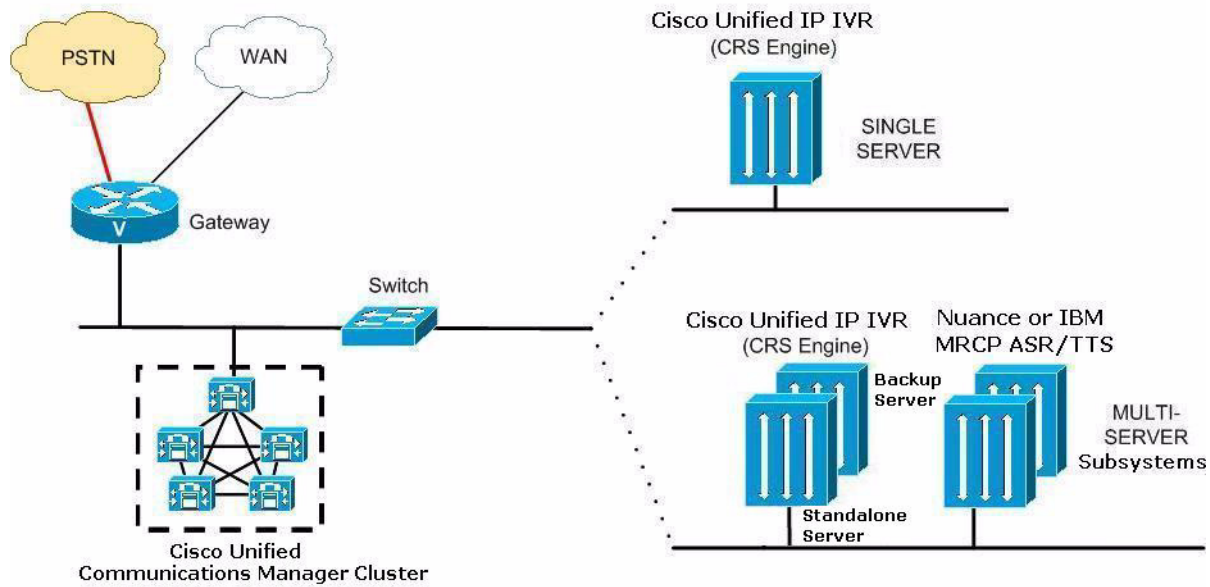 PSTN
WAN
V
Gateway
Switch
Cisco Unified
Communications Manager Cluster
Cisco Unified IP IVR
(CRS Engine)
SINGLE
SERVER
Cisco Unified IP IVR
(CRS Engine)
Backup
Server
Standalone
Server
Nuance or IBM
MRCP ASR/TTS
MULTI-
SERVER
Subsystems